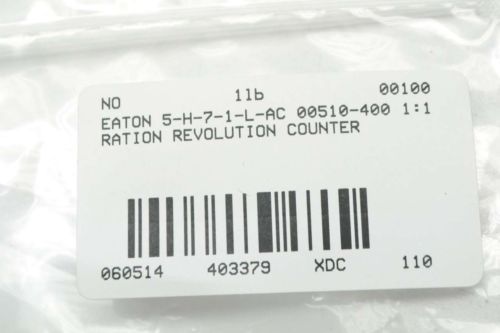 NO 1lb 00100
EATON 5-H-7-1-L-AC 00510-400 1:1
RATION REVOLUTION COUNTER
060514 403379 XDC 110